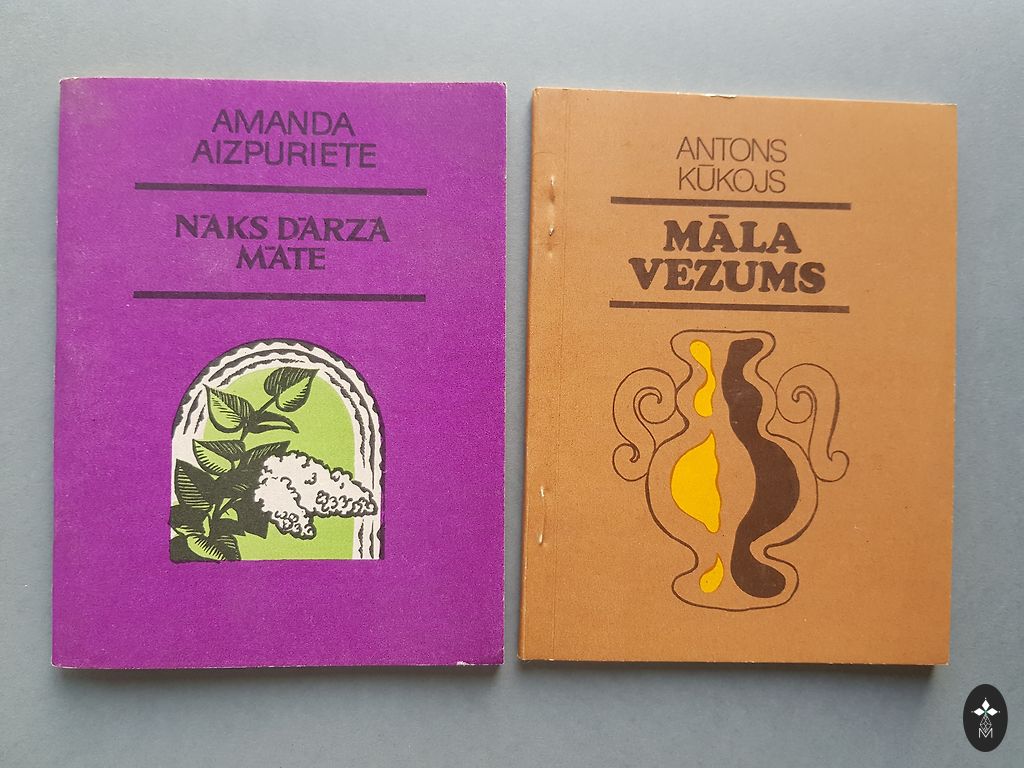 AMANDA
AIZPURIETE
NĀKS DĀRZĀ
MĀTE
ANTONS
KŪKOJS
MĀLA
VEZUMS
M